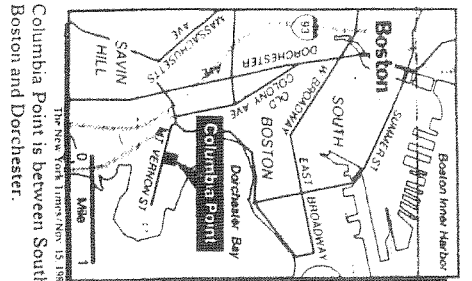 Boston Inner Harbor
SUMMER ST
Boston
93
SOUTH
BOSTON
W BROADWAY
EAST BROADWAY
DORCHESTER
AVE
OLD
COLONY AVE
MASSACHUSETTS
AVE
Dorchester Bay
Columbia Point
MT VERNON ST
SAVIN
HILL
0 Mile 1
The New York Times/Nov. 15, 198
Columbia Point is between South
Boston and Dorchester.